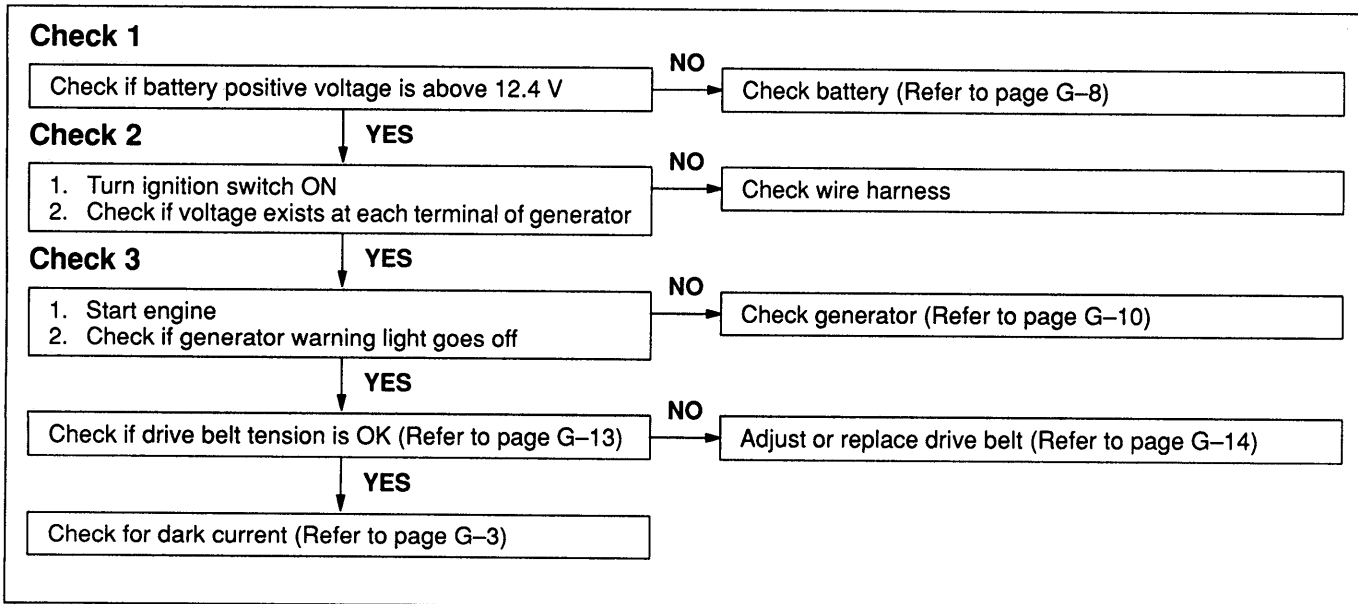 Check 1
Check if battery positive voltage is above 12.4 V
NO
Check battery (Refer to page G–8)
YES
Check 2
1. Turn ignition switch ON
2. Check if voltage exists at each terminal of generator
NO
Check wire harness
YES
Check 3
1. Start engine
2. Check if generator warning light goes off
NO
Check generator (Refer to page G–10)
YES
Check if drive belt tension is OK (Refer to page G–13)
NO
Adjust or replace drive belt (Refer to page G–14)
YES
Check for dark current (Refer to page G–3)